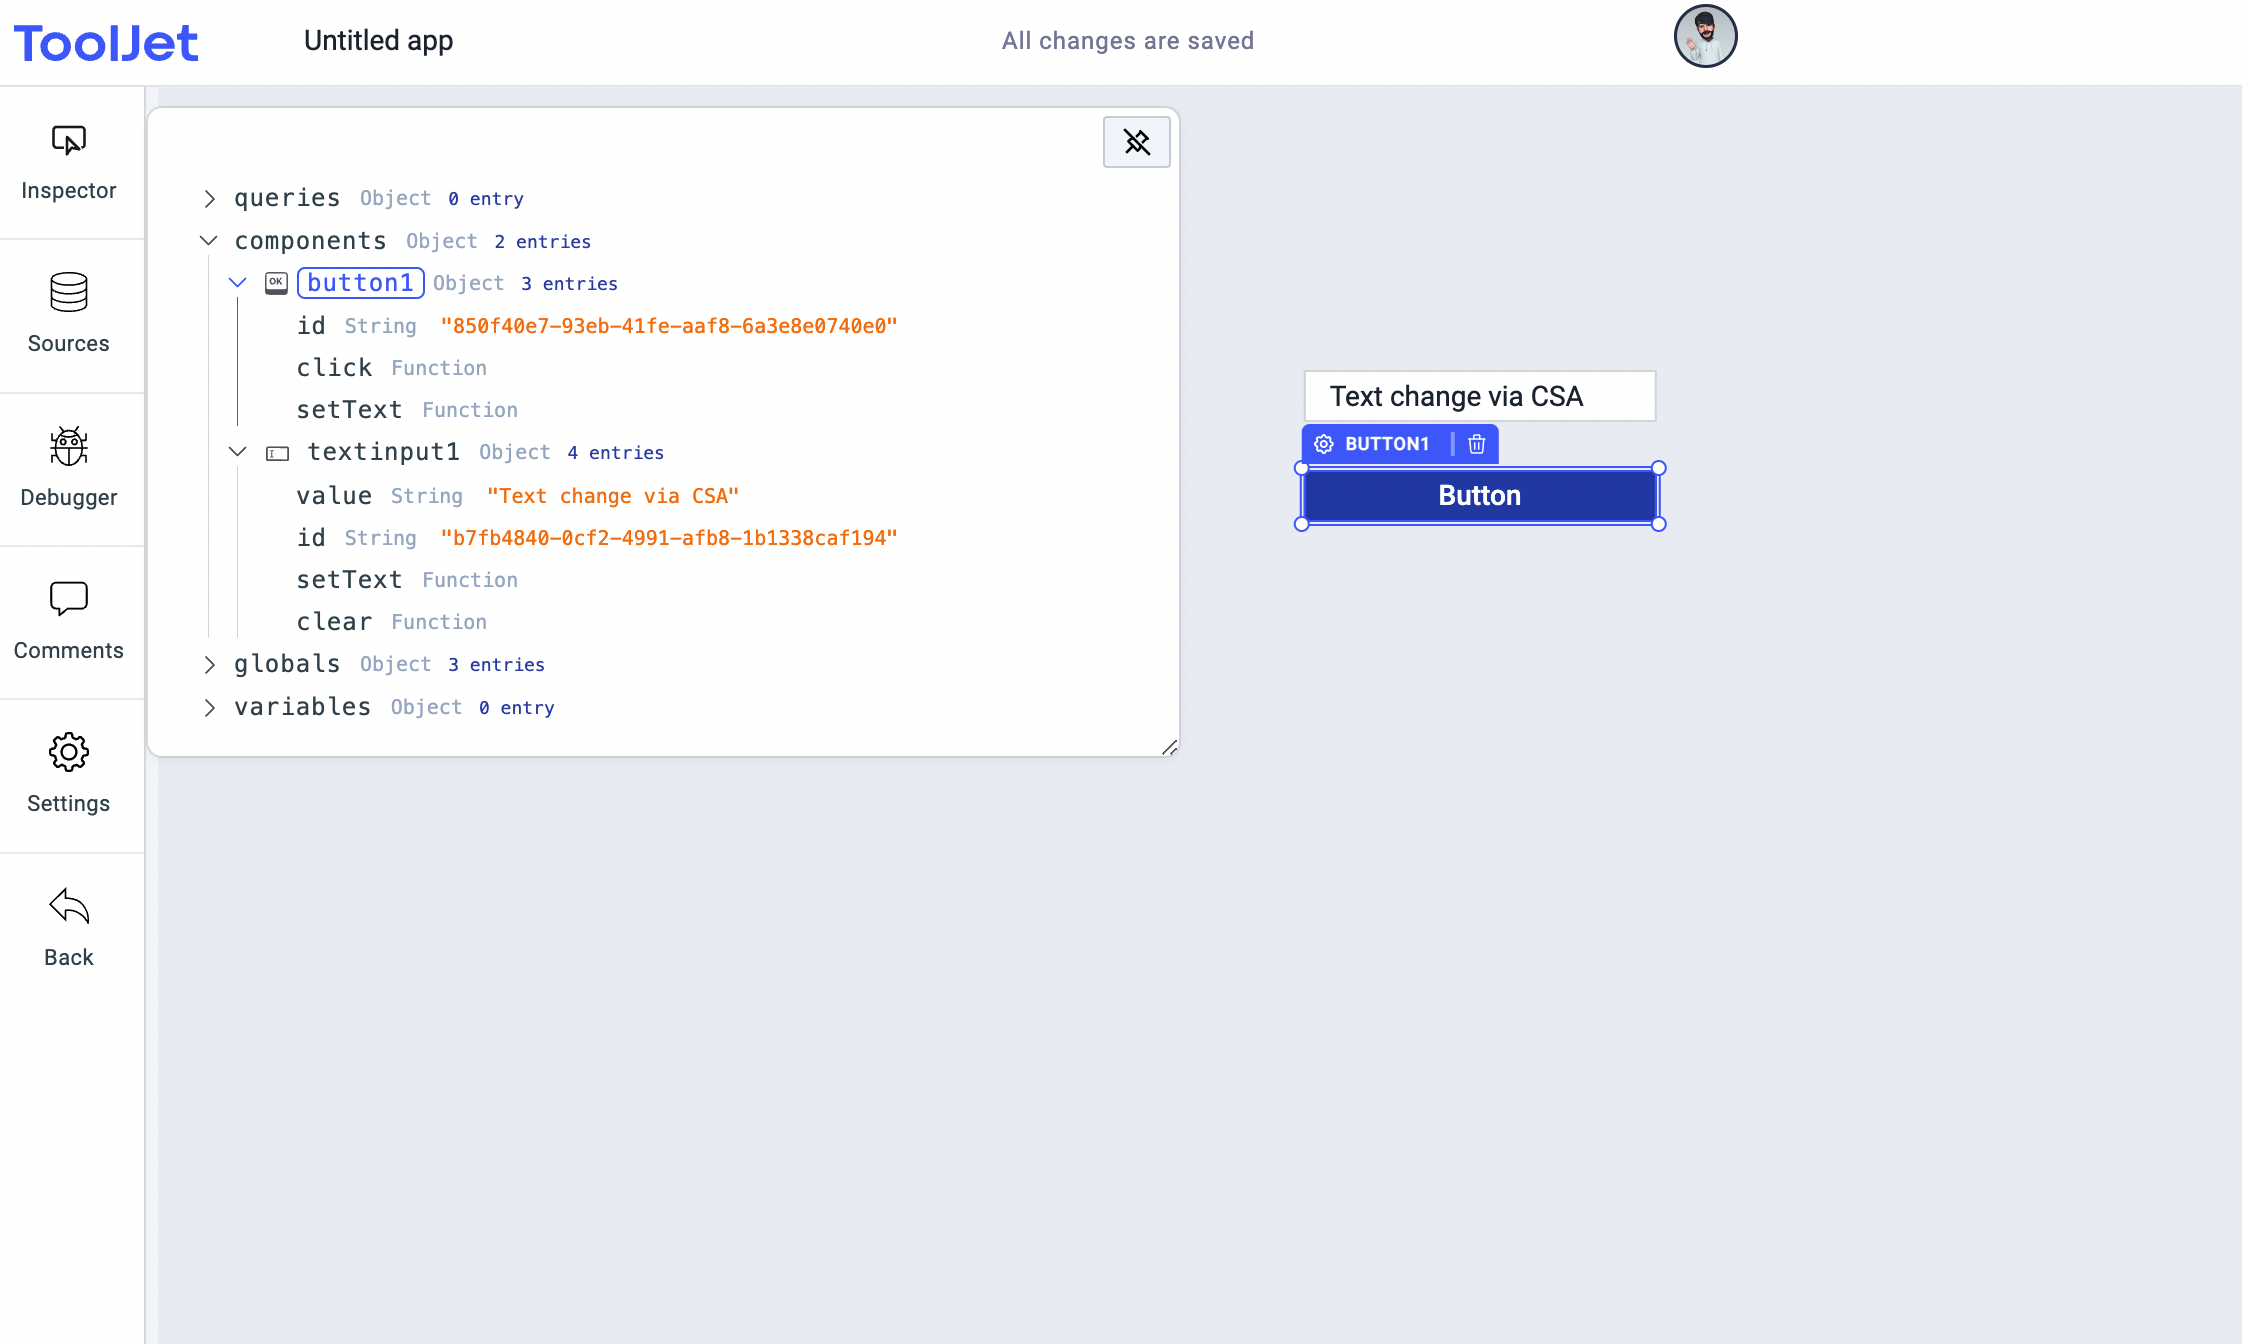 ToolJet
Untitled app
All changes are saved
Inspector
Sources
Debugger
Comments
Settings
Back
queries Object 0 entry
components Object 2 entries
OK button1 Object 3 entries
id String "850f40e7-93eb-41fe-aaf8-6a3e8e0740e0"
click Function
setText Function
textinput1 Object 4 entries
value String "Text change via CSA"
id String "b7fb4840-0cf2-4991-afb8-1b1338caf194"
setText Function
clear Function
globals Object 3 entries
variables Object 0 entry
Text change via CSA
BUTTON1
Button